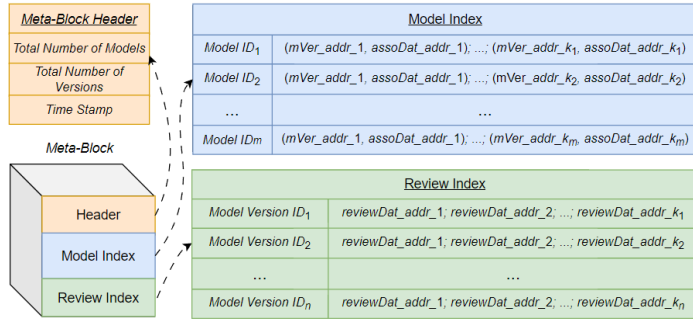 Meta-Block Header
Total Number of Models
Total Number of
Versions
Time Stamp
Meta-Block
Header
Model Index
Review Index
Model Index
Model ID₁ (mVer_addr_1, assoDat_addr_1); ...; (mVer_addr_k₁, assoDat_addr_k₁)
Model ID₂ (mVer_addr_1, assoDat_addr_1); ...; (mVer_addr_k₂, assoDat_addr_k₂)
... ...
Model IDₘ (mVer_addr_1, assoDat_addr_1); ...; (mVer_addr_kₘ, assoDat_addr_kₘ)
Review Index
Model Version ID₁ reviewDat_addr_1; reviewDat_addr_2; ...; reviewDat_addr_k₁
Model Version ID₂ reviewDat_addr_1; reviewDat_addr_2; ...; reviewDat_addr_k₂
... ...
Model Version IDₙ reviewDat_addr_1; reviewDat_addr_2; ...; reviewDat_addr_kₙ